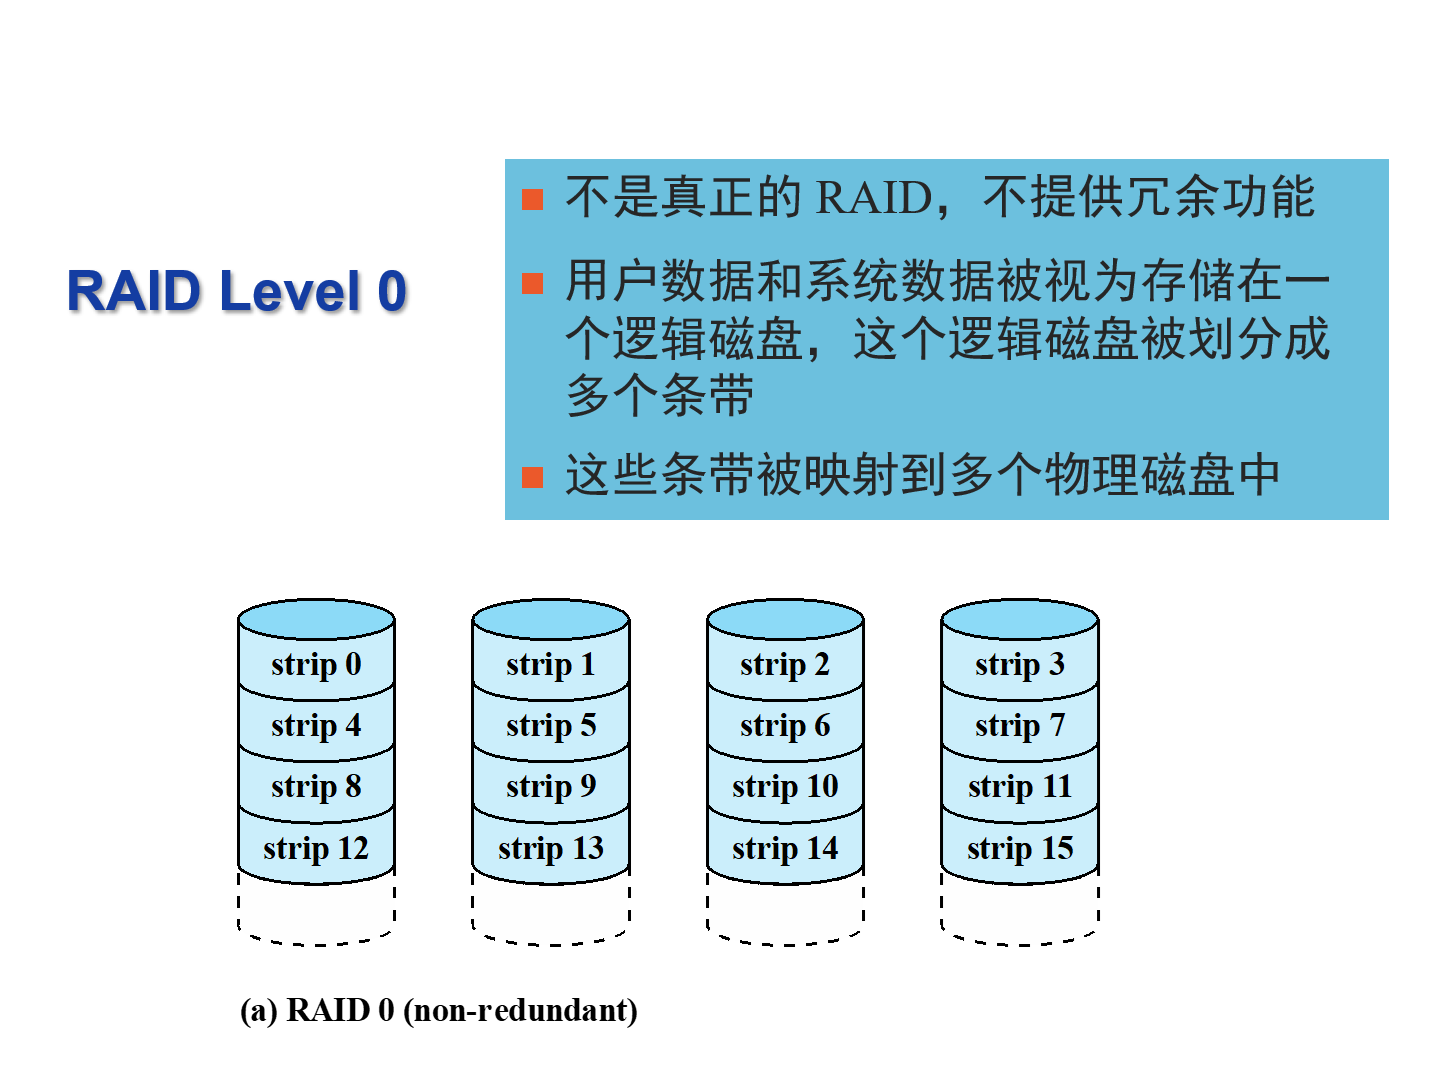 RAID Level 0
不是真正的 RAID，不提供冗余功能
用户数据和系统数据被视为存储在一
个逻辑磁盘，这个逻辑磁盘被划分成
多个条带
这些条带被映射到多个物理磁盘中
strip 0 strip 1 strip 2 strip 3
strip 4 strip 5 strip 6 strip 7
strip 8 strip 9 strip 10 strip 11
strip 12 strip 13 strip 14 strip 15
(a) RAID 0 (non-redundant)